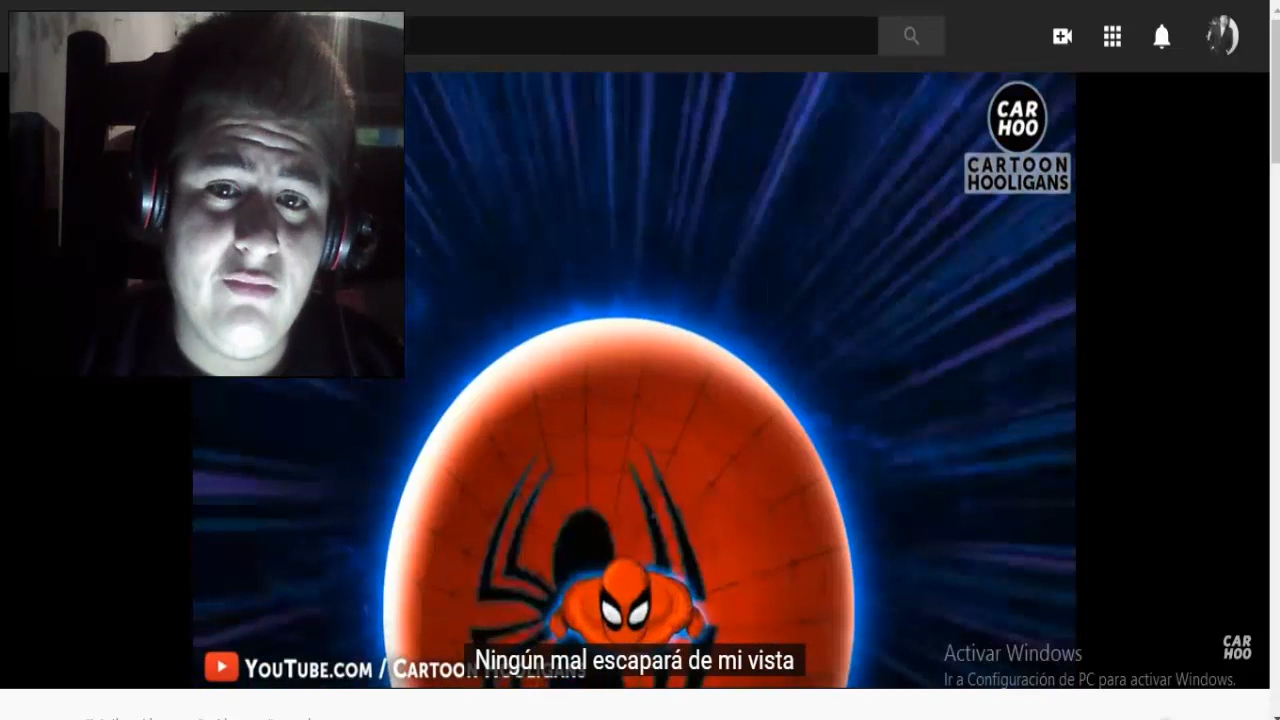 CAR
HOO
CARTOON
HOOLIGANS
Ningún mal escapará de mi vista
YOUTUBE.COM / CARTOON HOOLIGANS
Activar Windows
Ir a Configuración de PC para activar Windows.
CAR
HOO